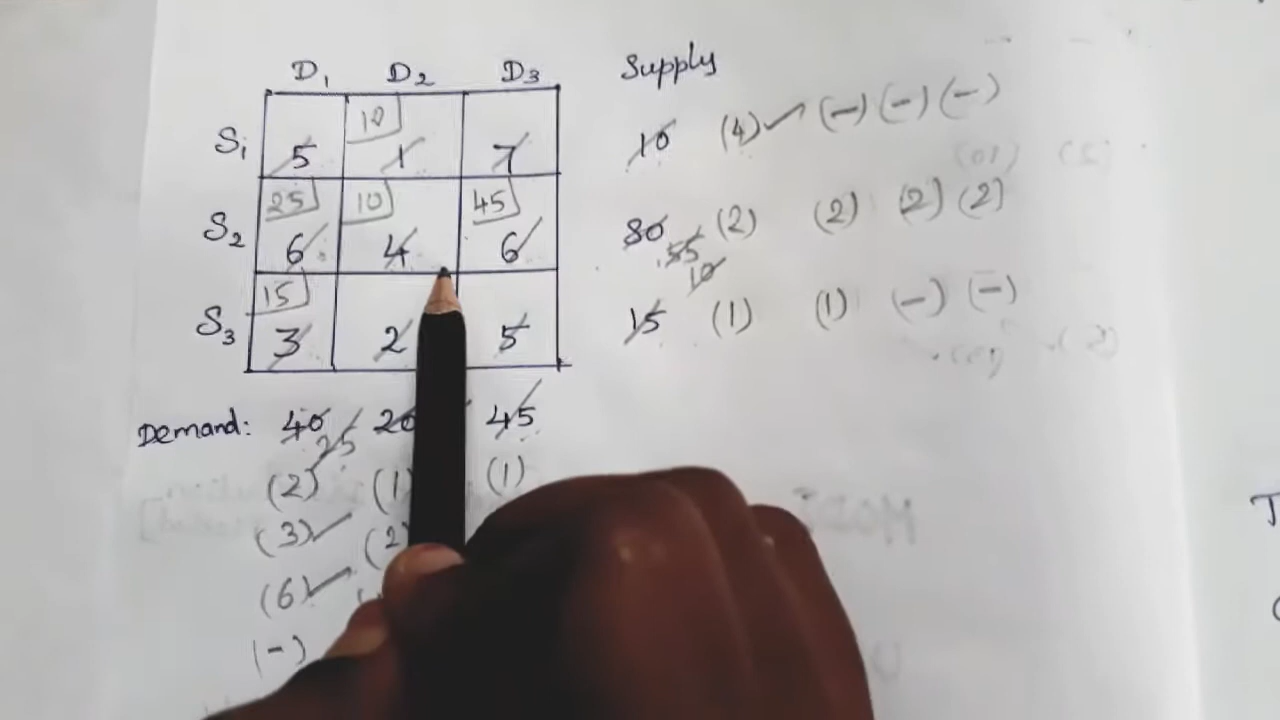 D1 D2 D3 Supply
10
S1 5 1 7 10 (4) (-) (-) (-)
25 10 45
S2 6 4 6 80 55 10 (2) (2) (2) (2)
15
S3 3 2 5 15 (1) (1) (-) (-)
Demand: 40 25 20 45
(2) (1) (1)
(3) (2)
(6)
(-)